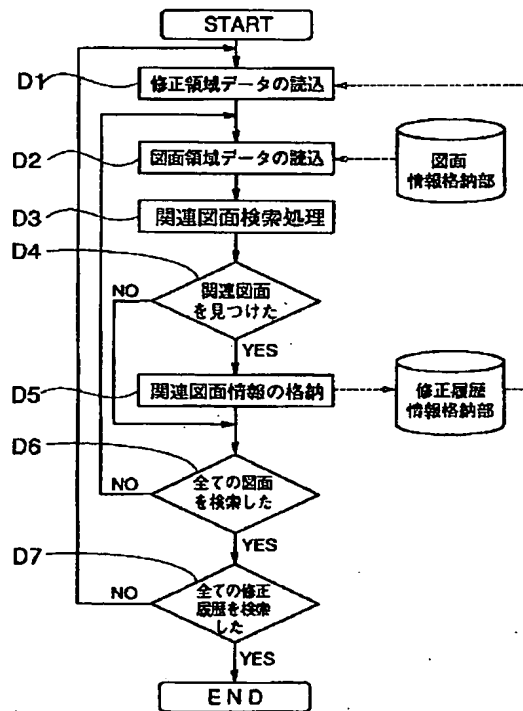 START
D1
修正領域データの読込
D2
図面領域データの読込
図面
情報格納部
D3
関連図面検索処理
D4
関連図面
を見つけた
NO
YES
D5
関連図面情報の格納
修正履歴
情報格納部
D6
全ての図面
を検索した
NO
YES
D7
全ての修正
履歴を検索
した
NO
YES
END